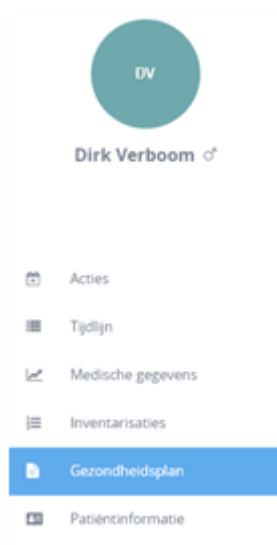 DV
Dirk Verboom ♂
Acties
Tijdlijn
Medische gegevens
Inventarisaties
Gezondheidsplan
Patiëntinformatie